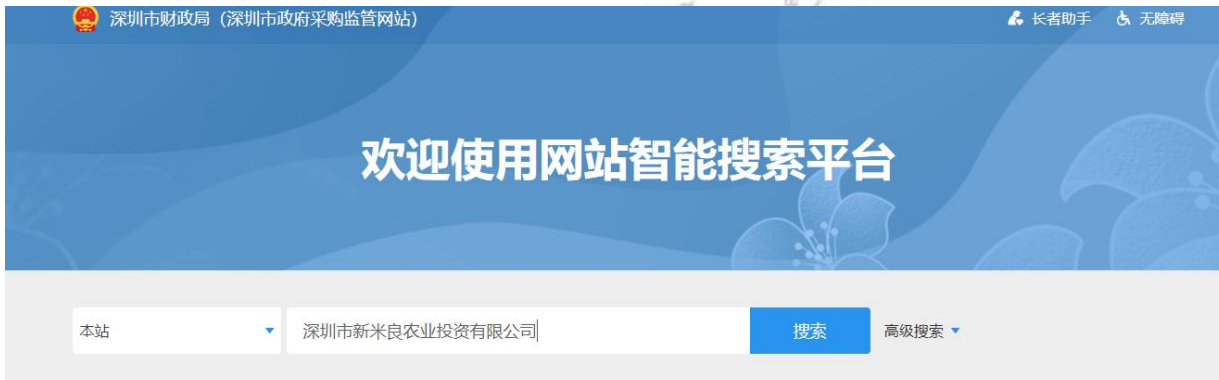 深圳市财政局（深圳市政府采购监管网站） 长者助手 无障碍
欢迎使用网站智能搜索平台
本站 深圳市新米良农业投资有限公司 搜索 高级搜索